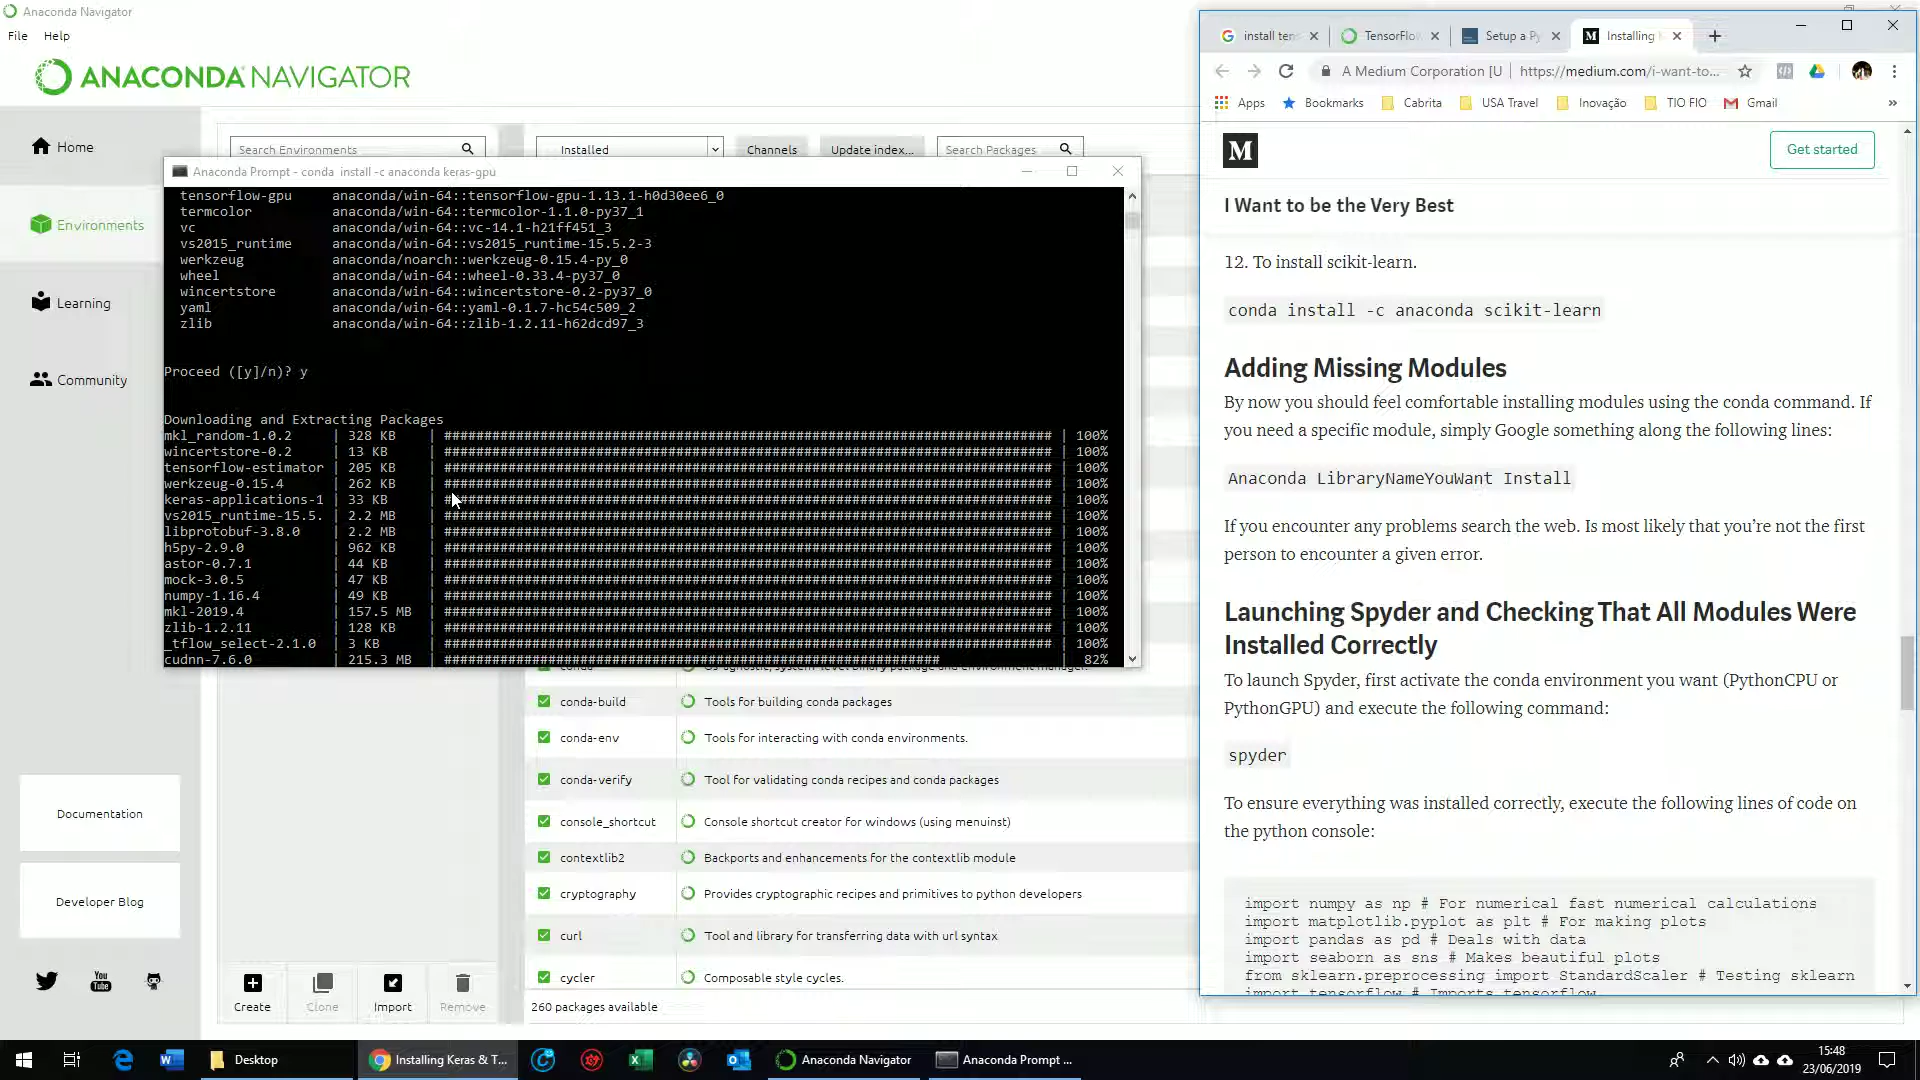 Anaconda Navigator
File Help
ANACONDA NAVIGATOR
Home
Environments
Learning
Community
Documentation
Developer Blog
You Tube
Search Environments
Installed
Channels
Update index...
Search Packages
Anaconda Prompt - conda install -c anaconda keras-gpu
tensorflow-gpu anaconda/win-64::tensorflow-gpu-1.13.1-h0d30ee6_0
termcolor anaconda/win-64::termcolor-1.1.0-py37_1
vc anaconda/win-64::vc-14.1-h21ff451_3
vs2015_runtime anaconda/win-64::vs2015_runtime-15.5.2-3
werkzeug anaconda/noarch::werkzeug-0.15.4-py_0
wheel anaconda/win-64::wheel-0.33.4-py37_0
wincertstore anaconda/win-64::wincertstore-0.2-py37_0
yaml anaconda/win-64::yaml-0.1.7-hc54c509_2
zlib anaconda/win-64::zlib-1.2.11-h62dcd97_3
Proceed ([y]/n)? y
Downloading and Extracting Packages
mkl_random-1.0.2 | 328 KB | 100%
wincertstore-0.2 | 13 KB | 100%
tensorflow-estimator | 205 KB | 100%
werkzeug-0.15.4 | 262 KB | 100%
keras-applications-1 | 33 KB | 100%
vs2015_runtime-15.5. | 2.2 MB | 100%
libprotobuf-3.8.0 | 2.2 MB | 100%
h5py-2.9.0 | 962 KB | 100%
astor-0.7.1 | 44 KB | 100%
mock-3.0.5 | 47 KB | 100%
numpy-1.16.4 | 49 KB | 100%
mkl-2019.4 | 157.5 MB | 100%
zlib-1.2.11 | 128 KB | 100%
_tflow_select-2.1.0 | 3 KB | 100%
cudnn-7.6.0 | 215.3 MB | 82%
conda-build Tools for building conda packages
conda-env Tools for interacting with conda environments.
conda-verify Tool for validating conda recipes and conda packages
console_shortcut Console shortcut creator for windows (using menuinst)
contextlib2 Backports and enhancements for the contextlib module
cryptography Provides cryptographic recipes and primitives to python developers
curl Tool and library for transferring data with url syntax
cycler Composable style cycles.
Create Clone Import Remove
260 packages available
install ten TensorFlo Setup a Py Installing
A Medium Corporation [U https://medium.com/i-want-to...
Apps Bookmarks Cabrita USA Travel Inovação TIO FIO Gmail »
M
Get started
I Want to be the Very Best
12. To install scikit-learn.
conda install -c anaconda scikit-learn
Adding Missing Modules
By now you should feel comfortable installing modules using the conda command. If
you need a specific module, simply Google something along the following lines:
Anaconda LibraryNameYouWant Install
If you encounter any problems search the web. Is most likely that you’re not the first
person to encounter a given error.
Launching Spyder and Checking That All Modules Were
Installed Correctly
To launch Spyder, first activate the conda environment you want (PythonCPU or
PythonGPU) and execute the following command:
spyder
To ensure everything was installed correctly, execute the following lines of code on
the python console:
import numpy as np # For numerical fast numerical calculations
import matplotlib.pyplot as plt # For making plots
import pandas as pd # Deals with data
import seaborn as sns # Makes beautiful plots
from sklearn.preprocessing import StandardScaler # Testing sklearn
import tensorflow # Imports tensorflow
Desktop
Installing Keras & T...
Anaconda Navigator
Anaconda Prompt ...
15:48
23/06/2019